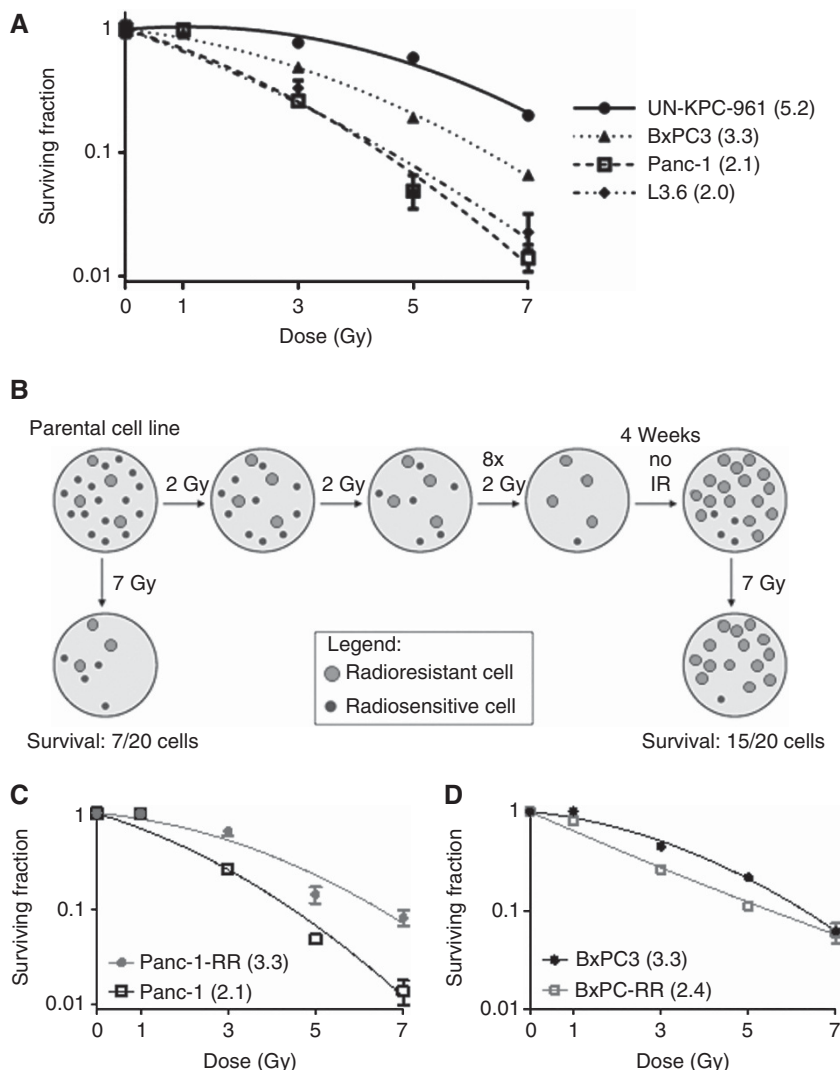 A
1
0.1
0.01
Surviving fraction
0
1
3
5
7
Dose (Gy)
UN-KPC-961 (5.2)
BxPC3 (3.3)
Panc-1 (2.1)
L3.6 (2.0)
B
Parental cell line
2 Gy
2 Gy
8x
2 Gy
4 Weeks
no
IR
7 Gy
7 Gy
Legend:
Radioresistant cell
Radiosensitive cell
Survival: 7/20 cells
Survival: 15/20 cells
C
1
0.1
0.01
Surviving fraction
Panc-1-RR (3.3)
Panc-1 (2.1)
0
1
3
5
7
Dose (Gy)
D
1
0.1
0.01
Surviving fraction
BxPC3 (3.3)
BxPC-RR (2.4)
0
1
3
5
7
Dose (Gy)